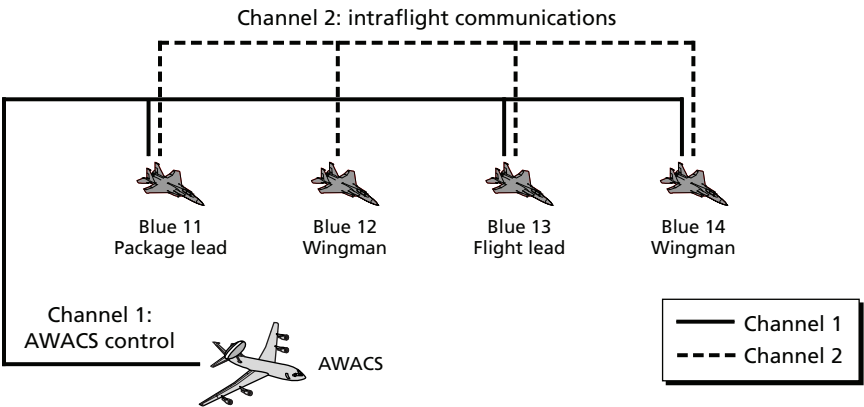 Channel 2: intraflight communications
Blue 11
Package lead
Blue 12
Wingman
Blue 13
Flight lead
Blue 14
Wingman
Channel 1:
AWACS control
AWACS
Channel 1
Channel 2